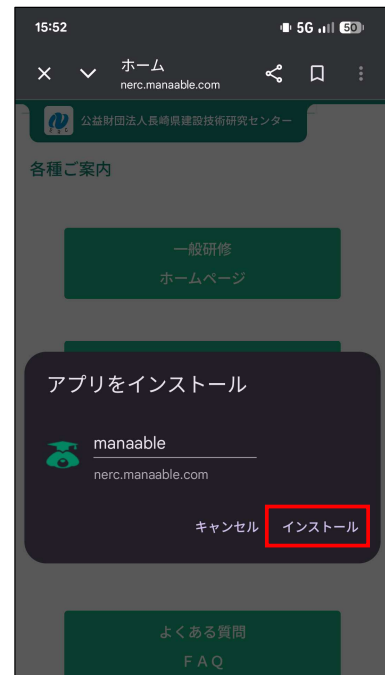 15:52
5G
50
ホーム
nerc.manaable.com
公益財団法人長崎県建設技術研究センター
各種ご案内
一般研修
ホームページ
アプリをインストール
manaable
nerc.manaable.com
キャンセル
インストール
よくある質問
FAQ